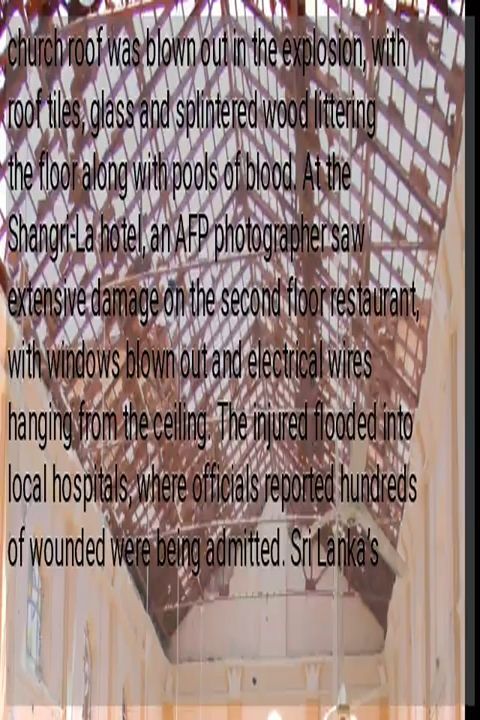 church roof was blown out in the explosion, with
roof tiles, glass and splintered wood littering
the floor along with pools of blood. At the
Shangri-La hotel, an AFP photographer saw
extensive damage on the second floor restaurant,
with windows blown out and electrical wires
hanging from the ceiling. The injured flooded into
local hospitals, where officials reported hundreds
of wounded were being admitted. Sri Lanka's